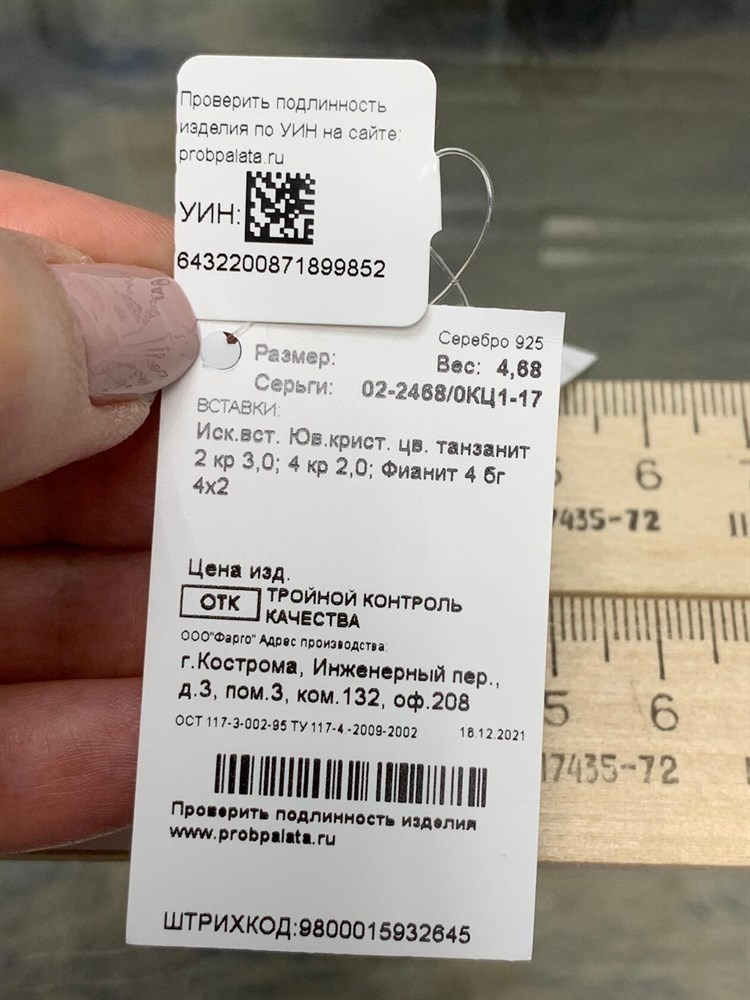 Проверить подлинность
изделия по УИН на сайте:
probpalata.ru
УИН:
6432200871899852
Серебро 925
Размер:
Вес: 4,68
Серьги: 02-2468/0КЦ1-17
ВСТАВКИ:
Иск.вст. Юв.крист. цв. танзанит
2 кр 3,0; 4 кр 2,0; Фианит 4 бг
4х2
Цена изд.
ОТК ТРОЙНОЙ КОНТРОЛЬ
КАЧЕСТВА
ООО"Фарго" Адрес производства:
г.Кострома, Инженерный пер.,
д.3, пом.3, ком.132, оф.208
ОСТ 117-3-002-95 ТУ 117-4-2009-2002 18.12.2021
Проверить подлинность изделия
www.probpalata.ru
ШТРИХКОД:9800015932645
6
7435-72
5 6
17435-72